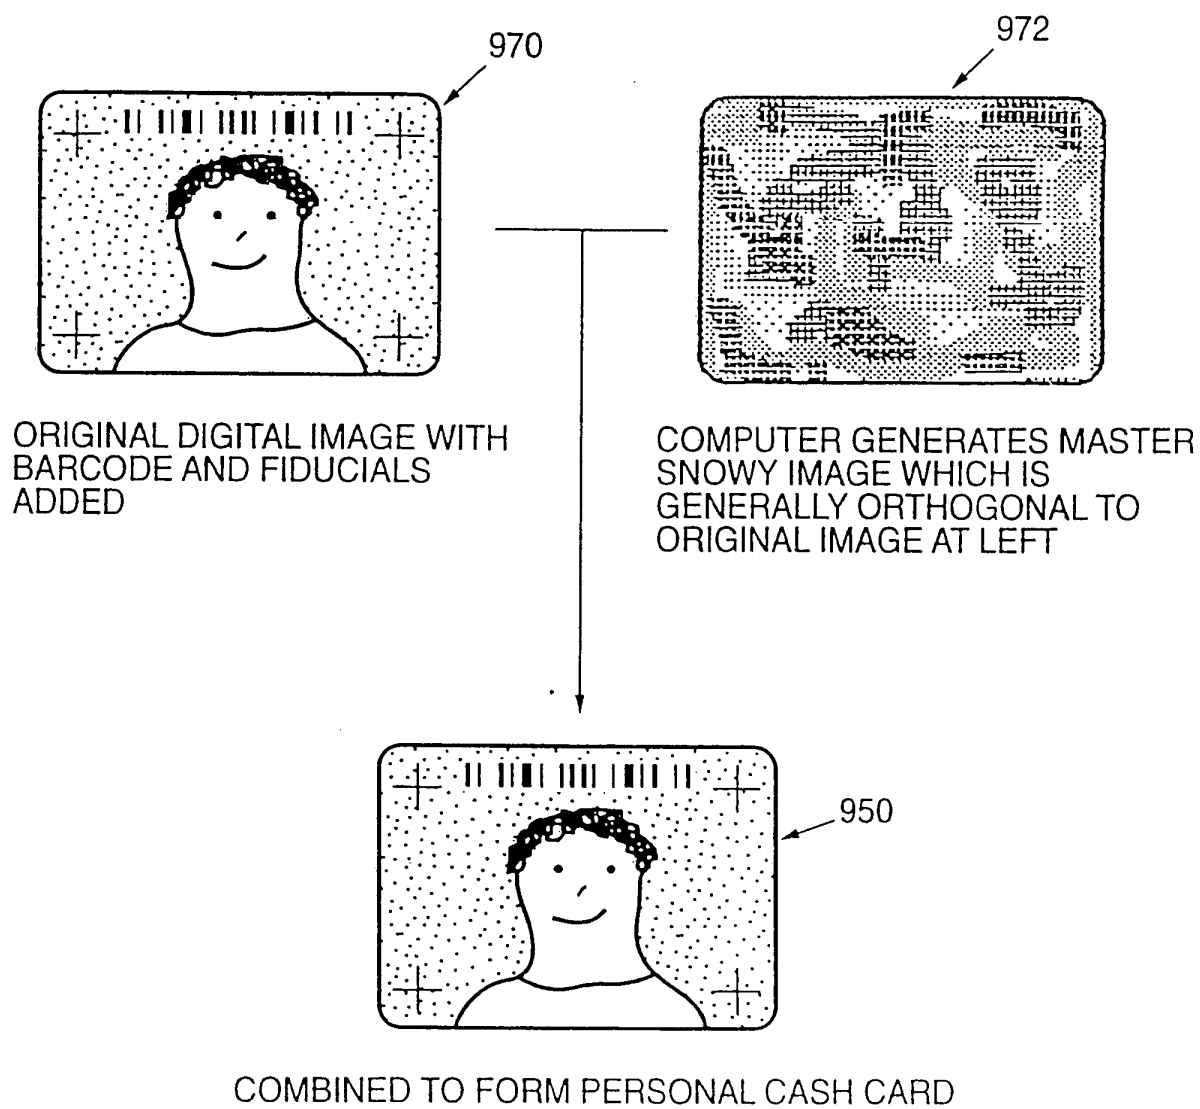 970
972
ORIGINAL DIGITAL IMAGE WITH
BARCODE AND FIDUCIALS
ADDED
COMPUTER GENERATES MASTER
SNOWY IMAGE WHICH IS
GENERALLY ORTHOGONAL TO
ORIGINAL IMAGE AT LEFT
950
COMBINED TO FORM PERSONAL CASH CARD